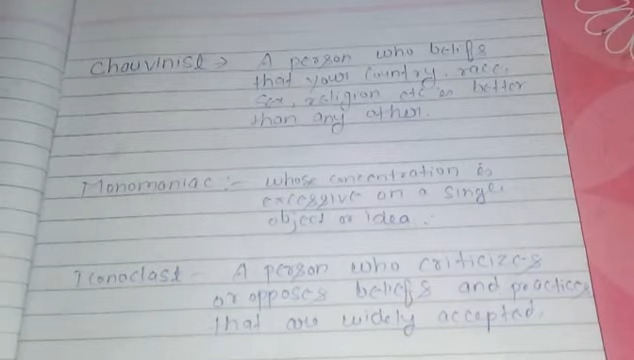 Chauvinist → A person who beliefs
that your country, race,
sex, religion etc is better
than any other.
Monomaniac :- whose concentration is
excessive on a single
object or idea.
Iconoclast - A person who criticizes
or opposes beliefs and practices
that are widely accepted.